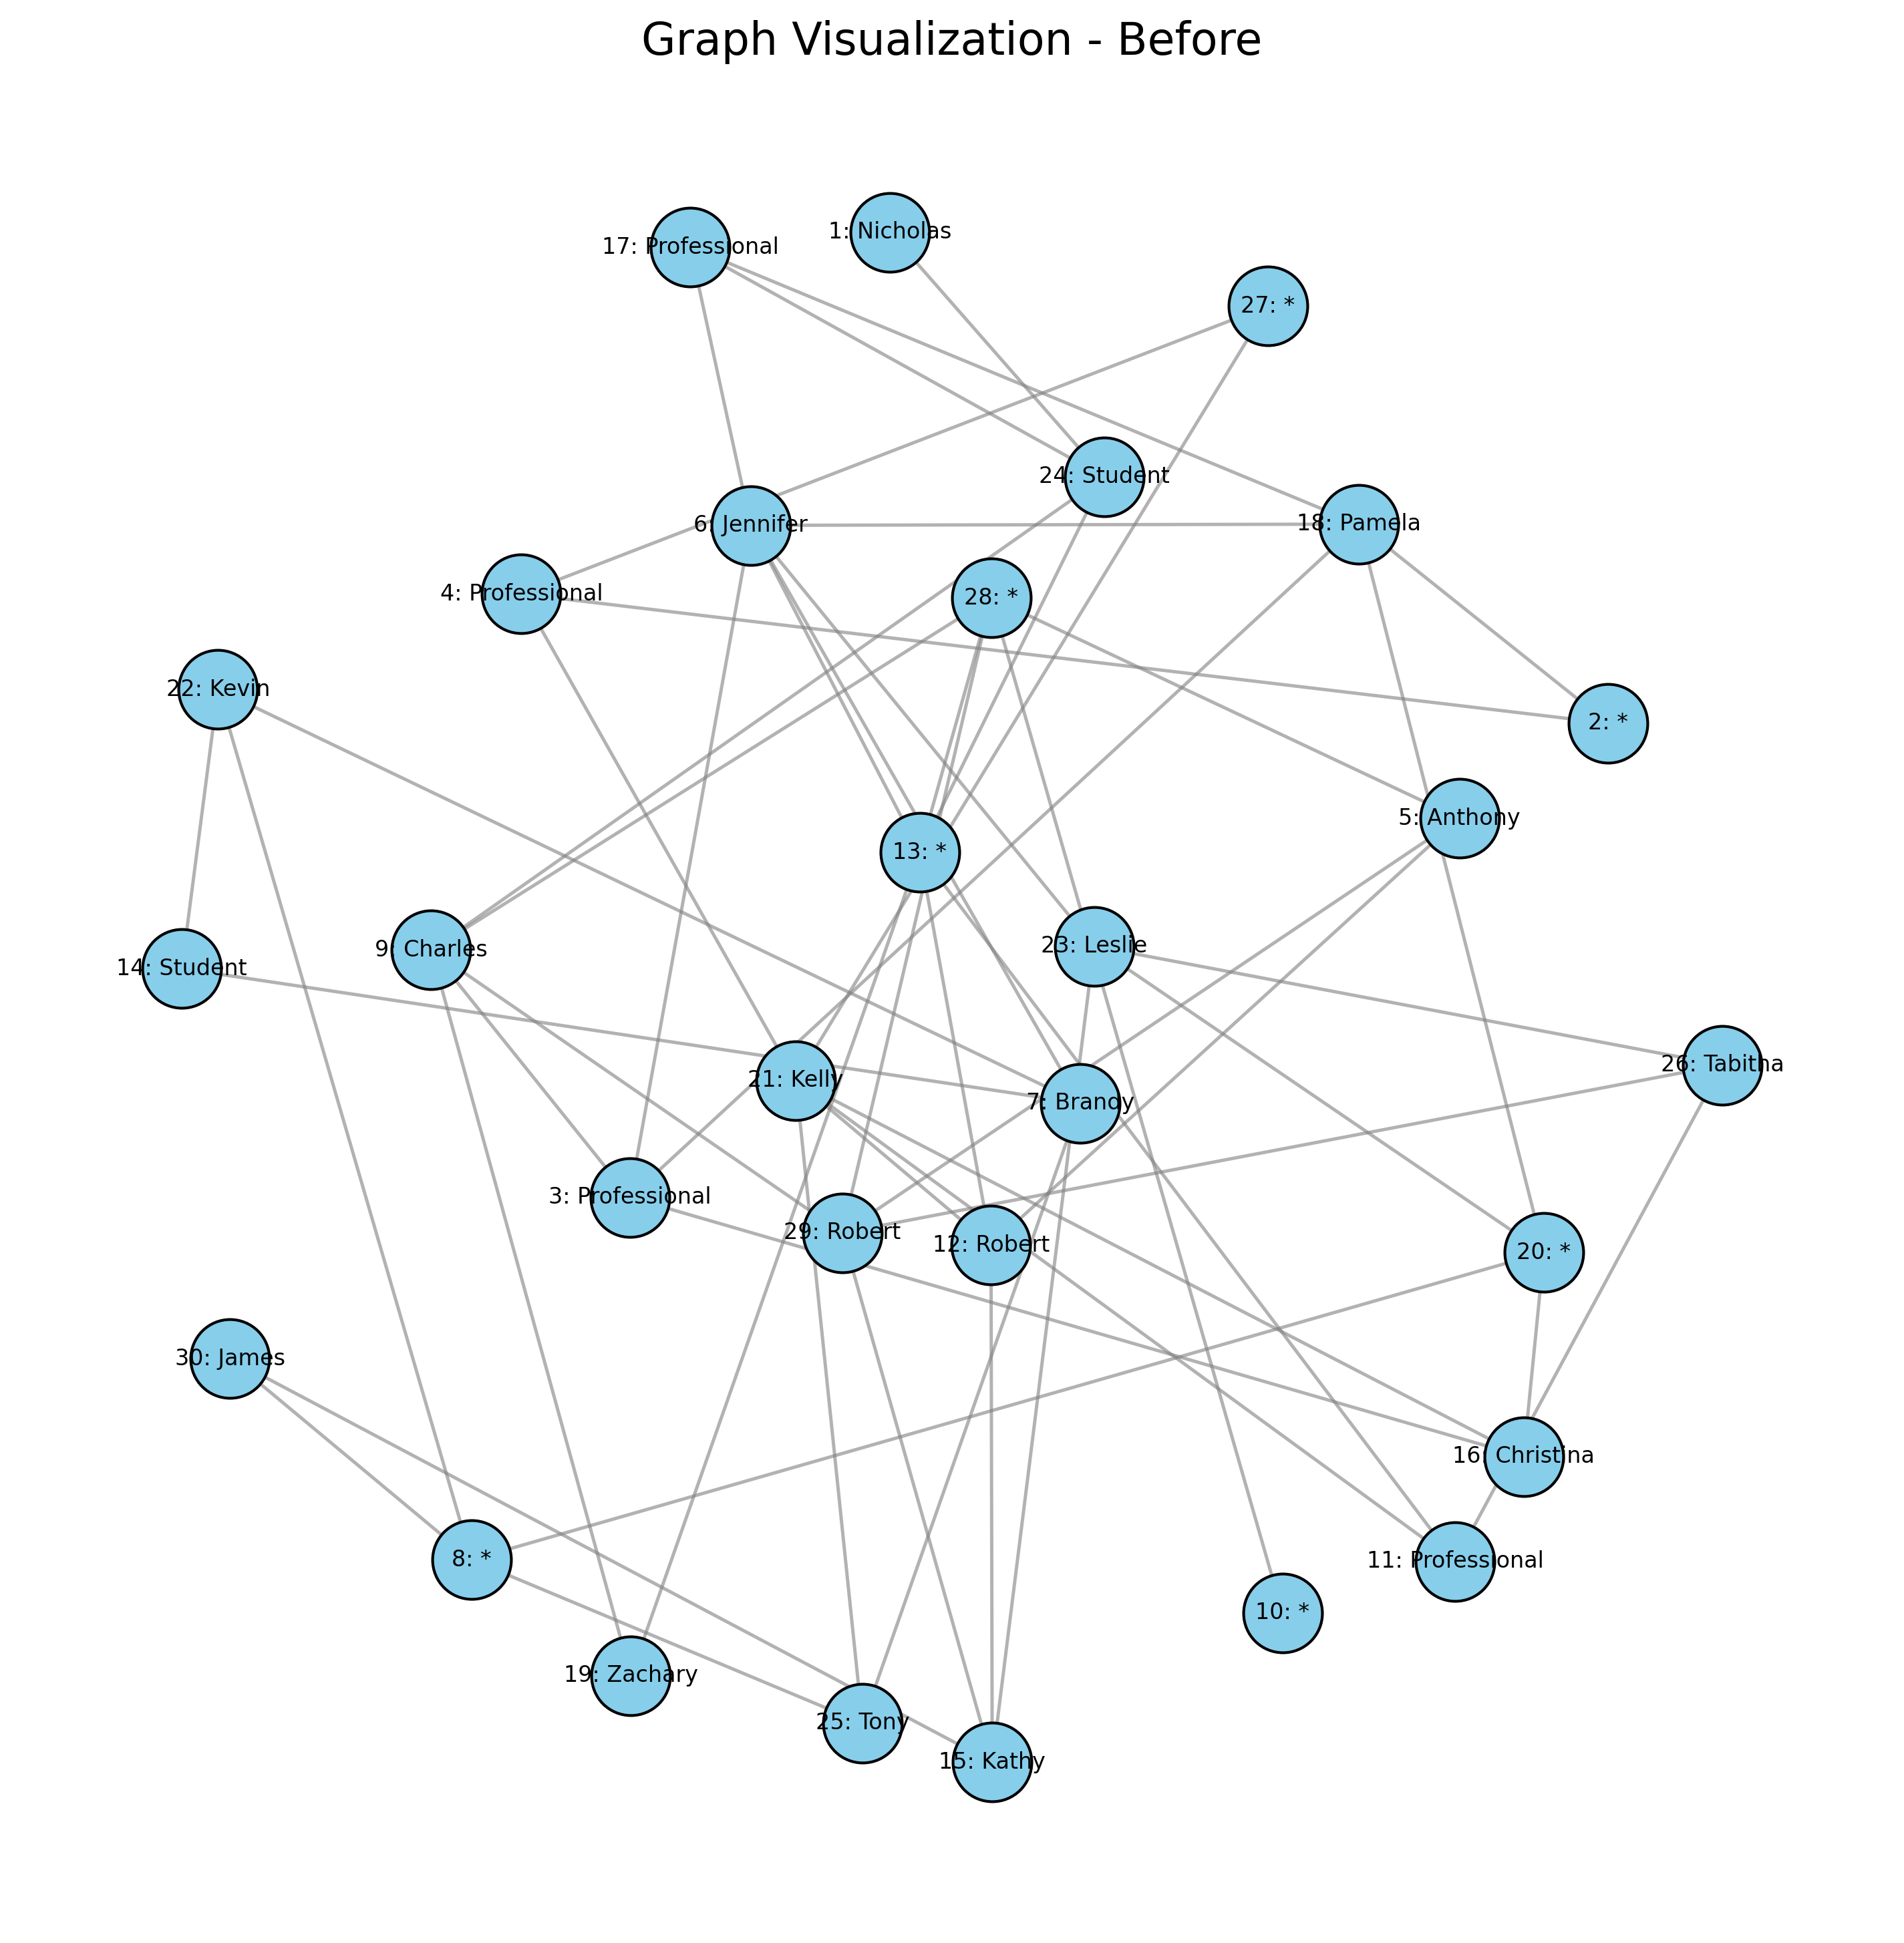 Graph Visualization - Before
1: Nicholas
17: Professional
27: *
24: Student
18: Pamela
6: Jennifer
4: Professional
28: *
22: Kevin
2: *
5: Anthony
13: *
23: Leslie
9: Charles
14: Student
26: Tabitha
21: Kelly
7: Brandy
3: Professional
29: Robert
12: Robert
20: *
30: James
16: Christina
8: *
11: Professional
10: *
19: Zachary
25: Tony
15: Kathy